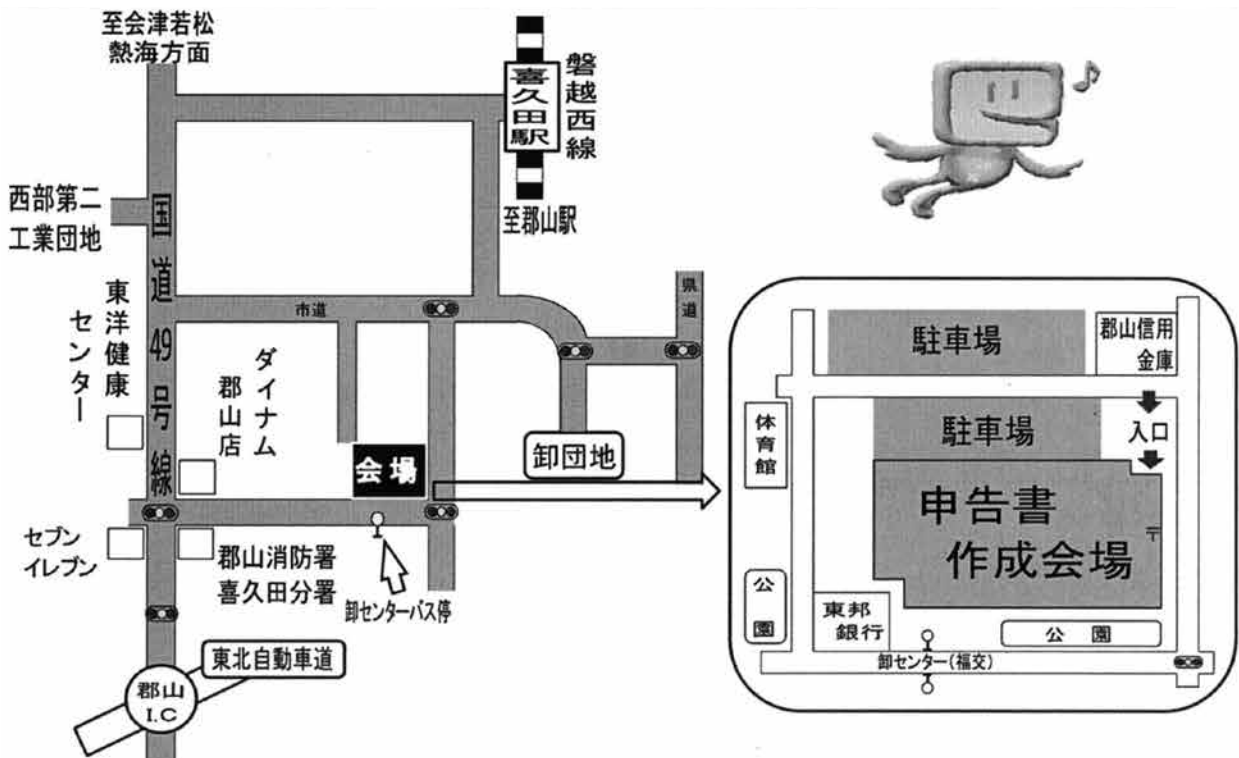 至会津若松
熱海方面
喜久田駅
磐越西線
至郡山駅
西部第二
工業団地
国道49号線
市道
県道
東洋健康
センター
ダイナム
郡山店
会場
卸団地
セブン
イレブン
郡山消防署
喜久田分署
卸センターバス停
東北自動車道
郡山
I.C
駐車場
郡山信用
金庫
体育館
駐車場
入口
申告書
作成会場
〒
公園
東邦
銀行
公園
卸センター(福交)